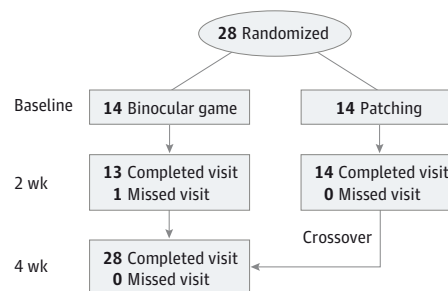 28 Randomized
Baseline
14 Binocular game
14 Patching
2 wk
13 Completed visit
1 Missed visit
14 Completed visit
0 Missed visit
Crossover
4 wk
28 Completed visit
0 Missed visit